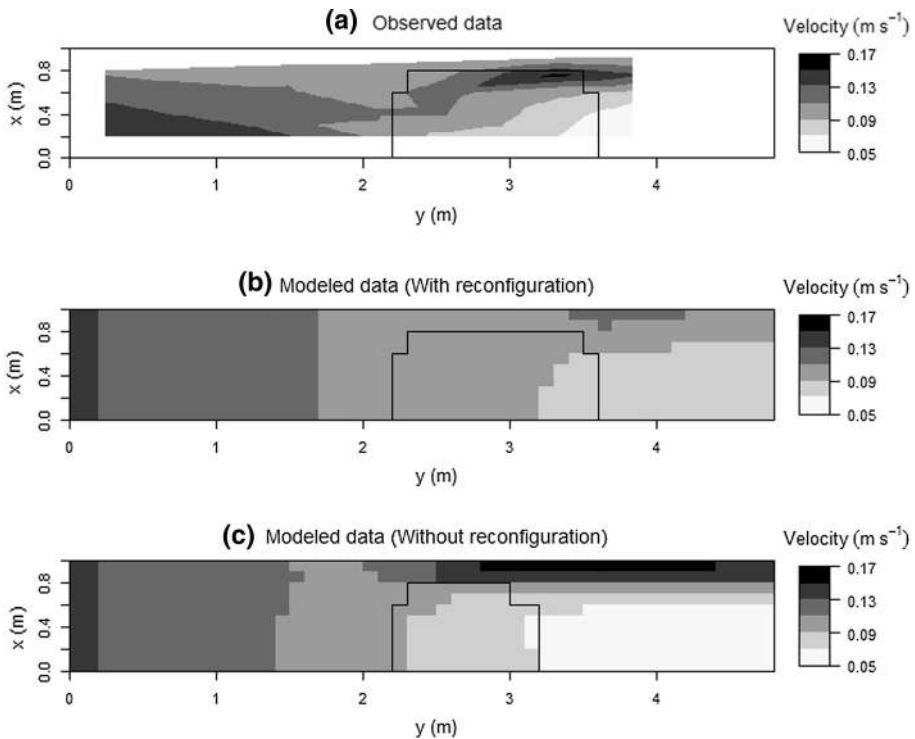 (a) Observed data
Velocity (m s⁻¹)
x (m)
0.0 0.4 0.8
0.17
0.13
0.09
0.05
0 1 2 3 4
y (m)
(b) Modeled data (With reconfiguration)
Velocity (m s⁻¹)
x (m)
0.0 0.4 0.8
0.17
0.13
0.09
0.05
0 1 2 3 4
y (m)
(c) Modeled data (Without reconfiguration)
Velocity (m s⁻¹)
x (m)
0.0 0.4 0.8
0.17
0.13
0.09
0.05
0 1 2 3 4
y (m)